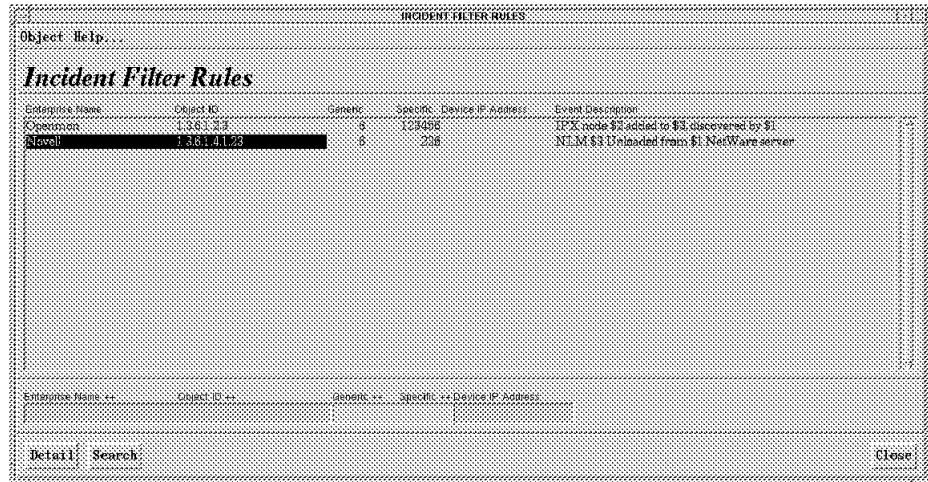 INCIDENT FILTER RULES
Object Help...
Incident Filter Rules
Enterprise Name Object ID Generic Specific Device IP Address Event Description
Openmon 1.3.6.1.2.3 6 123456 IPX node $2 added to $3, discovered by $1
Novell 1.3.6.1.4.1.23 6 226 NLM $3 Unloaded from $1 NetWare server
Enterprise Name ++ Object ID ++ Generic ++ Specific ++ Device IP Address
Detail Search Close